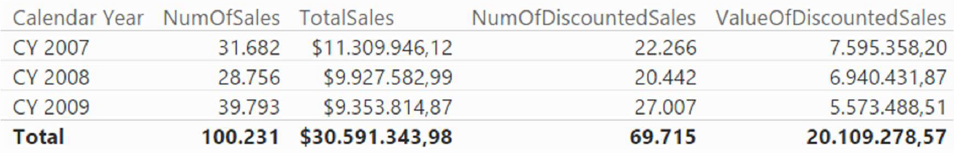 Calendar Year NumOfSales TotalSales NumOfDiscountedSales ValueOfDiscountedSales
CY 2007 31.682 $11.309.946,12 22.266 7.595.358,20
CY 2008 28.756 $9.927.582,99 20.442 6.940.431,87
CY 2009 39.793 $9.353.814,87 27.007 5.573.488,51
Total 100.231 $30.591.343,98 69.715 20.109.278,57